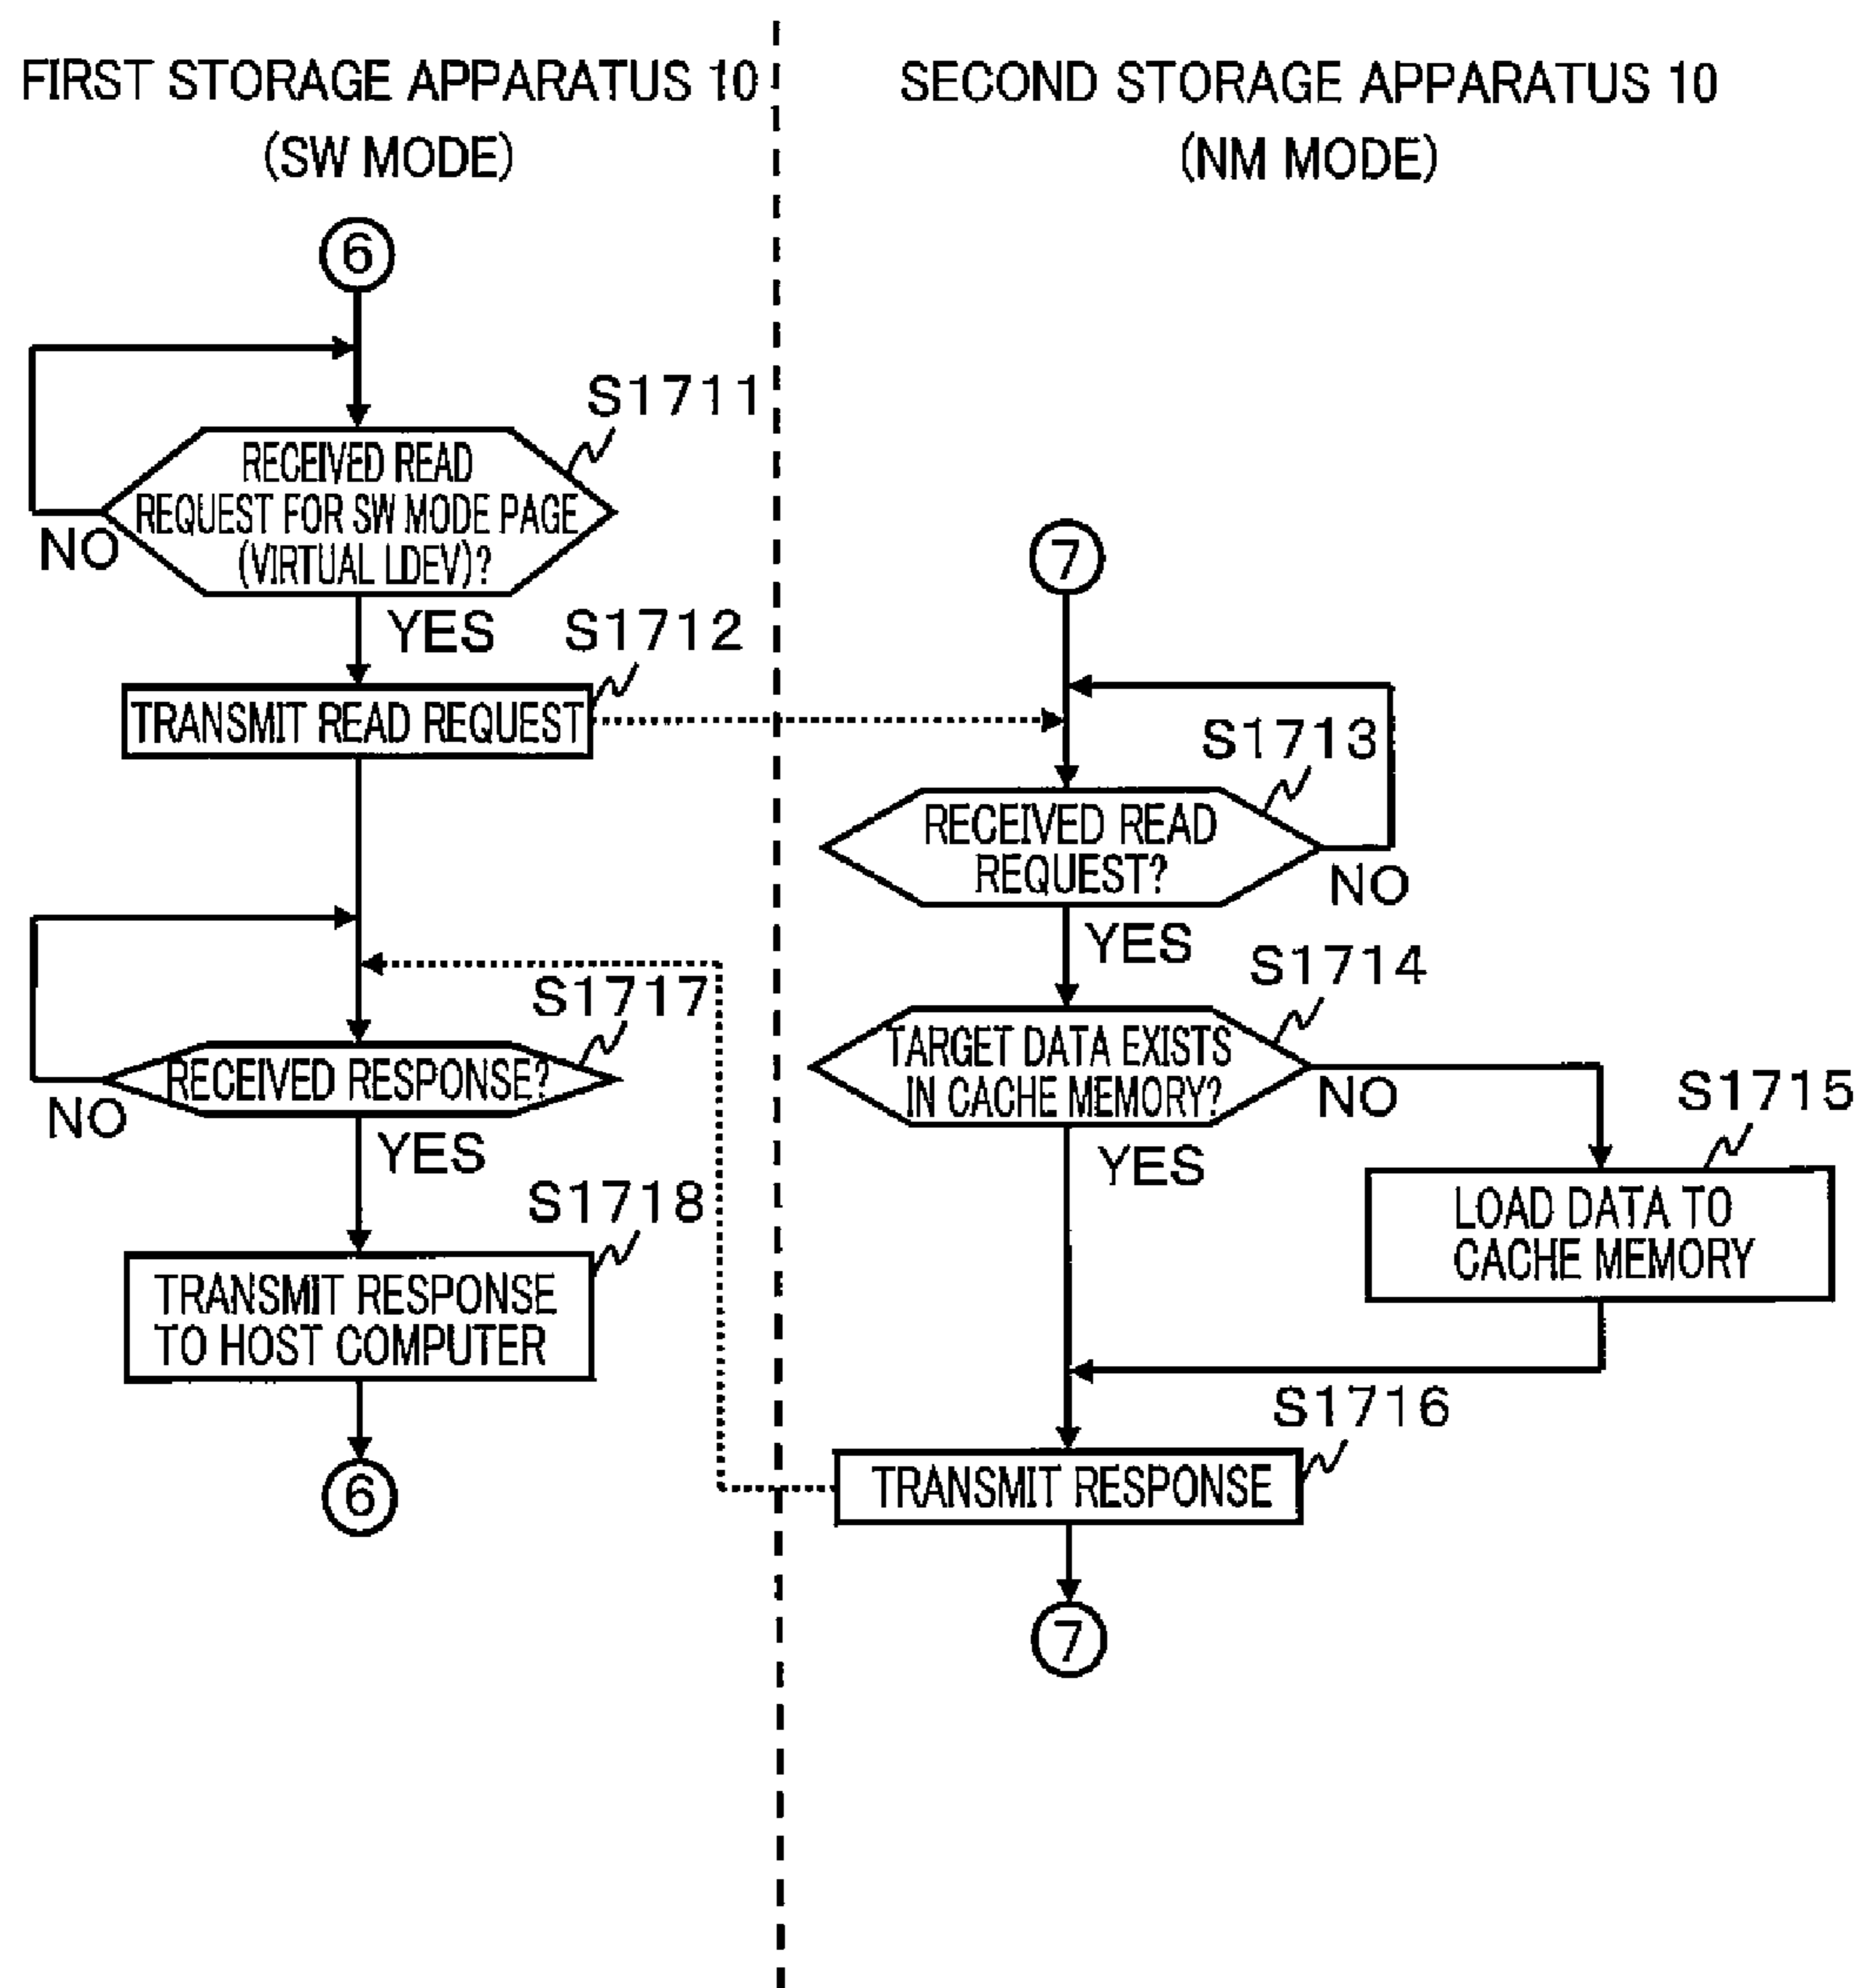 FIRST STORAGE APPARATUS 10
(SW MODE)
SECOND STORAGE APPARATUS 10
(NM MODE)
6
S1711
RECEIVED READ
REQUEST FOR SW MODE PAGE
(VIRTUAL LDEV)?
NO
YES
S1712
TRANSMIT READ REQUEST
7
S1713
RECEIVED READ
REQUEST?
NO
YES
S1714
TARGET DATA EXISTS
IN CACHE MEMORY?
NO
YES
S1715
LOAD DATA TO
CACHE MEMORY
S1716
TRANSMIT RESPONSE
7
S1717
RECEIVED RESPONSE?
NO
YES
S1718
TRANSMIT RESPONSE
TO HOST COMPUTER
6